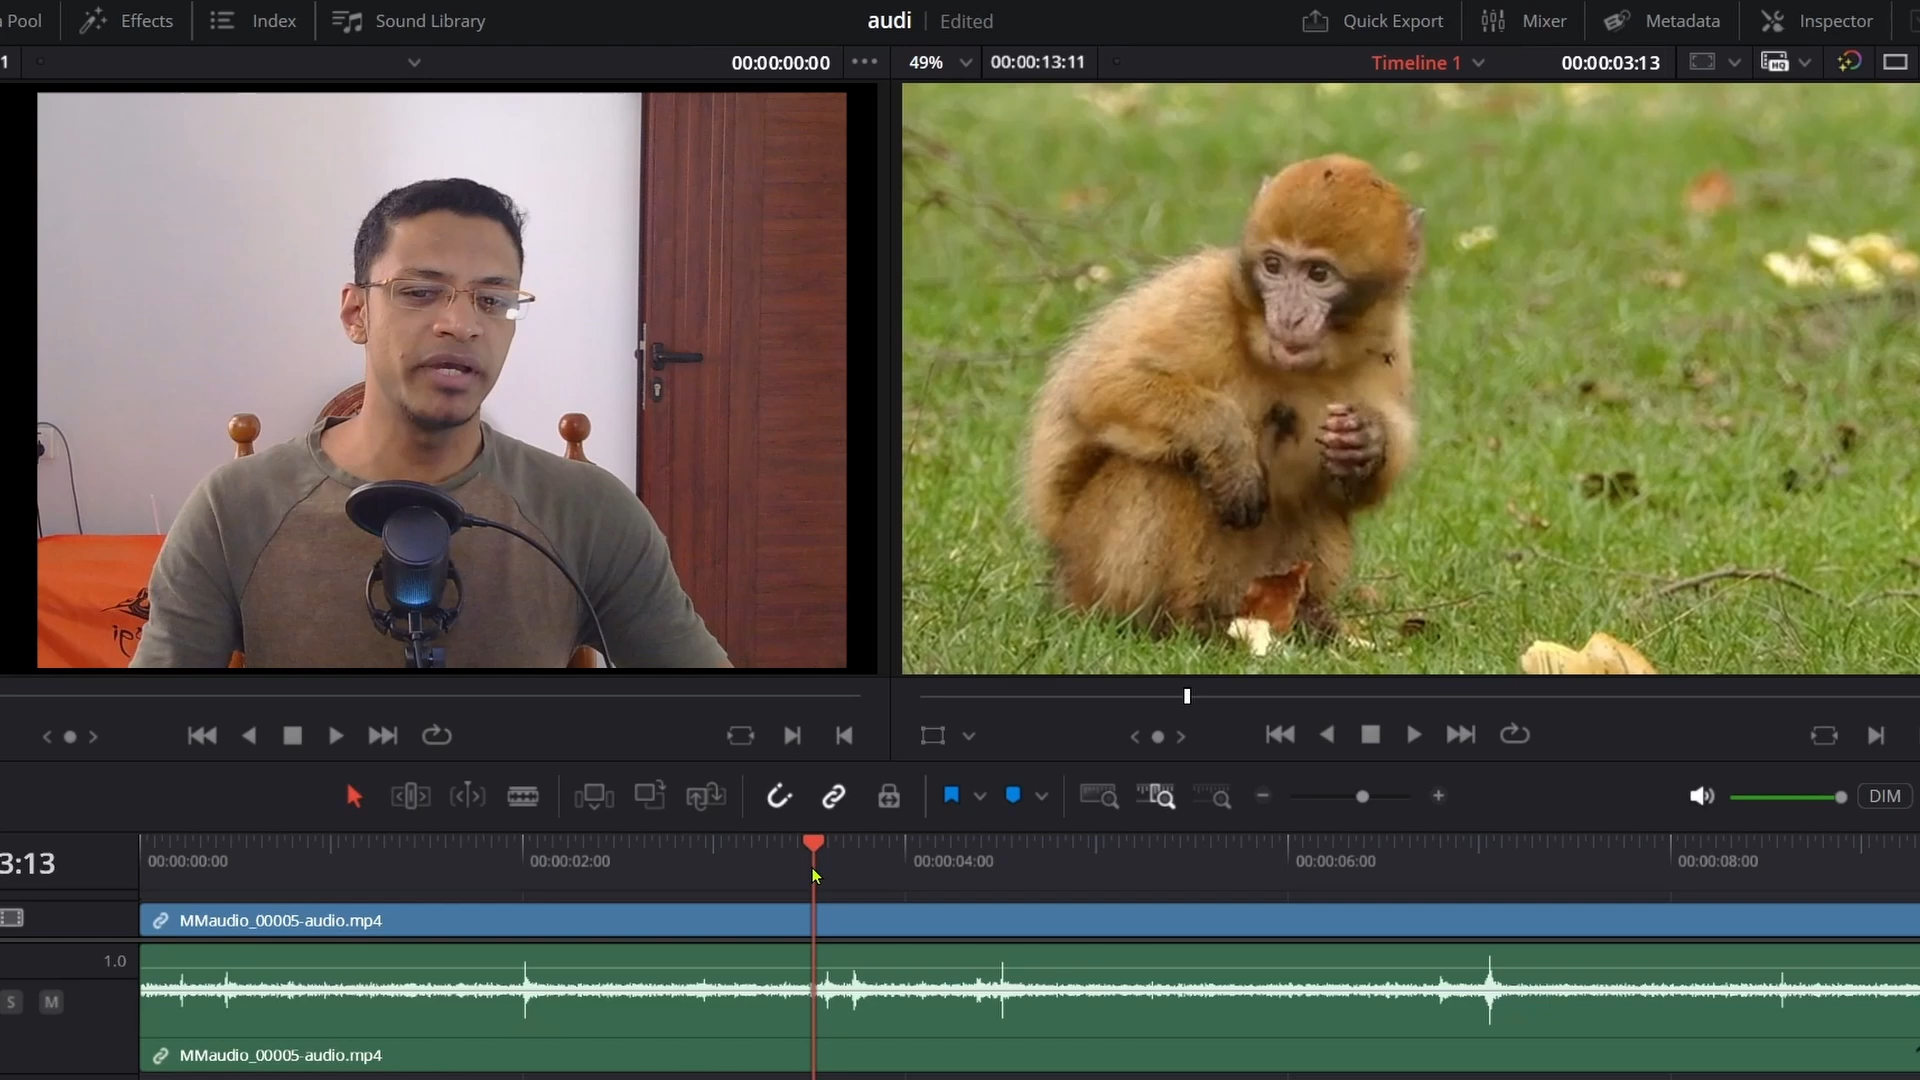 Pool
Effects
Index
Sound Library
audi
Edited
Quick Export
Mixer
Metadata
Inspector
1
00:00:00:00
49%
00:00:13:11
Timeline 1
00:00:03:13
HQ
DIM
3:13
00:00:00:00
00:00:02:00
00:00:04:00
00:00:06:00
00:00:08:00
MMaudio_00005-audio.mp4
1.0
S
M
MMaudio_00005-audio.mp4